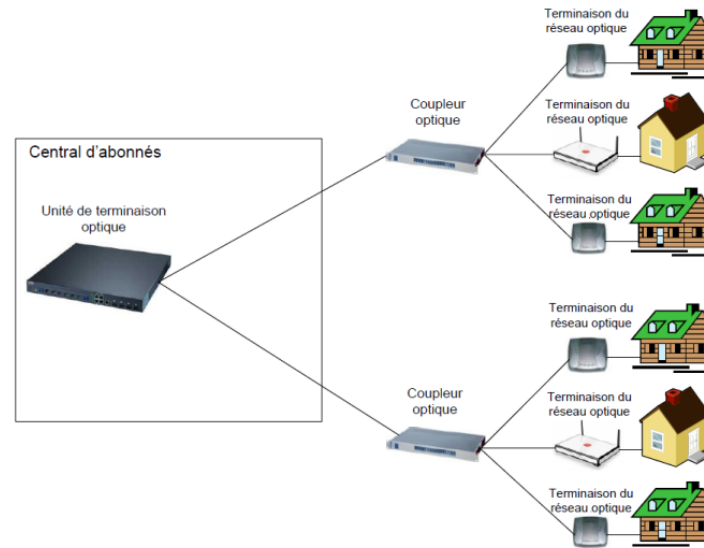 Terminaison du
réseau optique
Coupleur
optique
Terminaison du
réseau optique
Central d'abonnés
Terminaison du
réseau optique
Unité de terminaison
optique
Terminaison du
réseau optique
Coupleur
optique
Terminaison du
réseau optique
Terminaison du
réseau optique